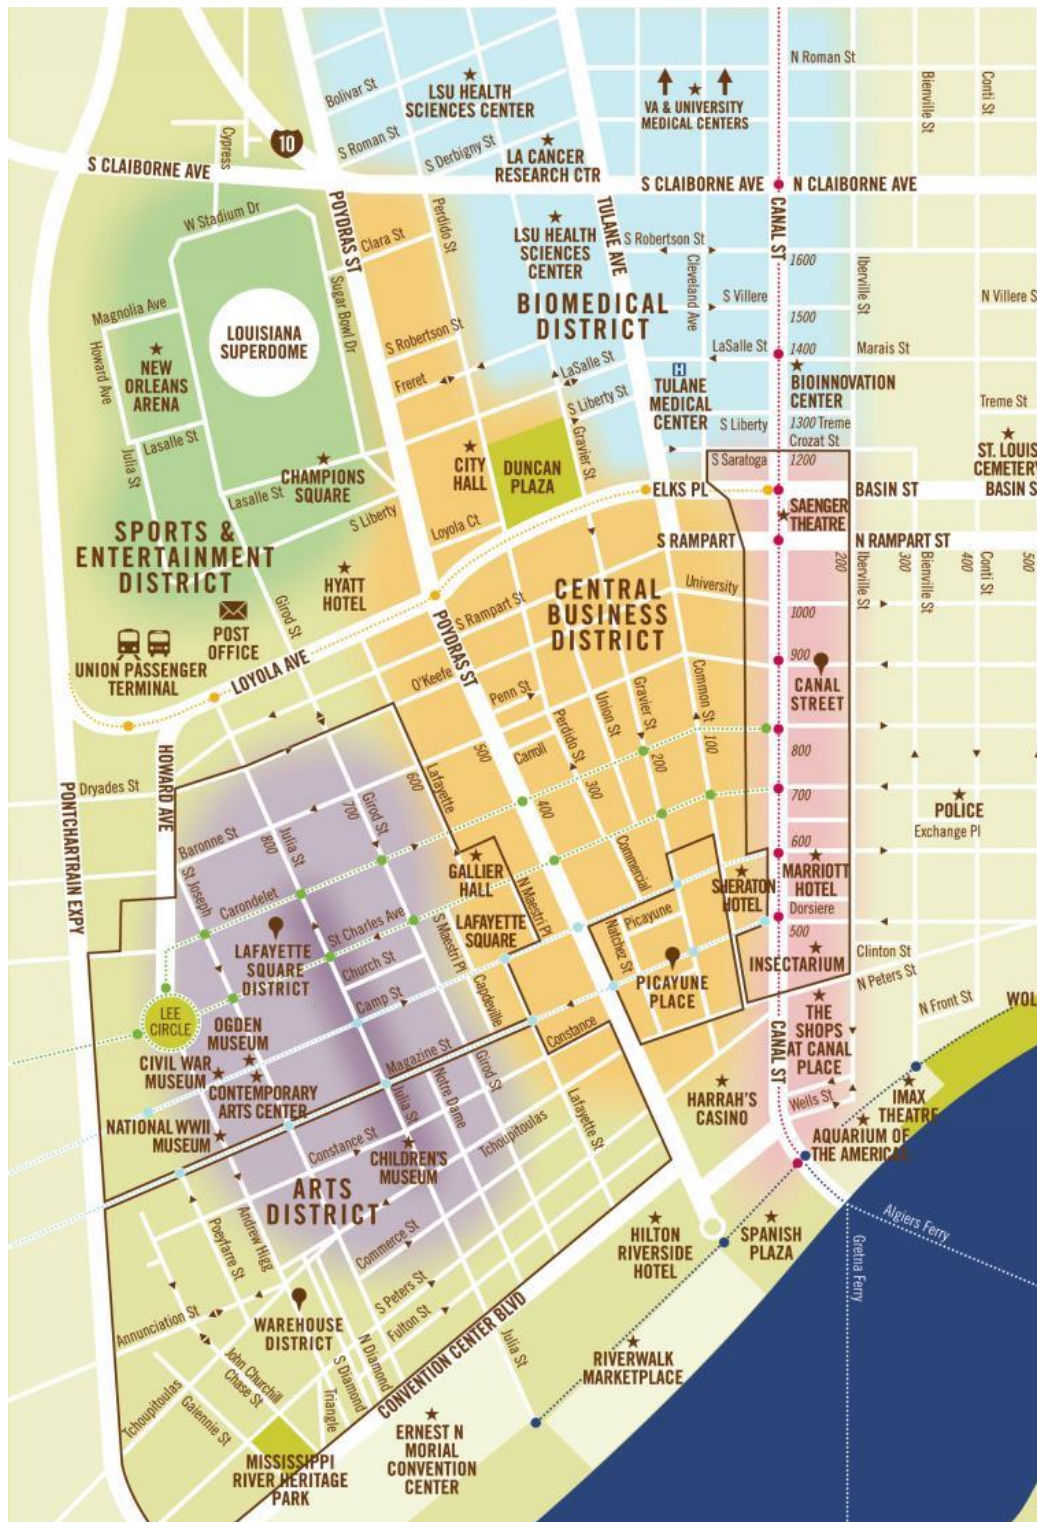 N Roman St
Bolivar St
LSU HEALTH
SCIENCES CENTER
VA & UNIVERSITY
MEDICAL CENTERS
Bienville St
Conti St
10
Cypress
S Roman St
S Derbigny St
LA CANCER
RESEARCH CTR
S CLAIBORNE AVE
S CLAIBORNE AVE
N CLAIBORNE AVE
W Stadium Dr
POYDRAS ST
Perdido St
TULANE AVE
CANAL ST
Clara St
LSU HEALTH
SCIENCES
CENTER
S Robertson St
1600
Cleveland Ave
Iberville St
Sugar Bowl Dr
Magnolia Ave
S Villere
1500
N Villere S
BIOMEDICAL
DISTRICT
LOUISIANA
SUPERDOME
Howard Ave
NEW
ORLEANS
ARENA
S Robertson St
Freret
LaSalle St
LaSalle St
1400
Marais St
H
TULANE
MEDICAL
CENTER
BIOINNOVATION
CENTER
S Liberty St
S Liberty
1300 Treme
Treme St
Crozat St
Gravier St
Lasalle St
Julia St
CITY
HALL
DUNCAN
PLAZA
S Saratoga
1200
ST. LOUIS
CEMETERY
CHAMPIONS
SQUARE
Lasalle St
S Liberty
ELKS PL
BASIN ST
BASIN S
SAENGER
THEATRE
Loyola Ct
S RAMPART
N RAMPART ST
SPORTS &
ENTERTAINMENT
DISTRICT
200
Iberville St
300
Bienville St
400
Conti St
500
HYATT
HOTEL
CENTRAL
BUSINESS
DISTRICT
University
1000
POST
OFFICE
Girod St
S Rampart St
POYDRAS ST
UNION PASSENGER
TERMINAL
LOYOLA AVE
O'Keefe
900
CANAL
STREET
Penn St
Perdido St
Union St
Gravier St
Common St
100
HOWARD AVE
PONTCHARTRAIN EXPY
Dryades St
Lafayette
600
500
Carroll
200
300
400
800
700
POLICE
Exchange Pl
Baronne St
800
Julia St
700
Girod St
St Joseph
Carondelet
GALLIER
HALL
N Maestri Pl
Commercial
600
SHERATON
HOTEL
MARRIOTT
HOTEL
Dorsiere
Picayune
LAFAYETTE
SQUARE
500
St Charles Ave
S Maestri Pl
LAFAYETTE
SQUARE
DISTRICT
Church St
Natchez St
PICAYUNE
PLACE
INSECTARIUM
Clinton St
N Peters St
Camp St
Capdeville
N Front St
WOL
LEE
CIRCLE
OGDEN
MUSEUM
Constance
CANAL ST
THE
SHOPS
AT CANAL
PLACE
CIVIL WAR
MUSEUM
CONTEMPORARY
ARTS CENTER
Magazine St
Girod St
Notre Dame
Julia St
HARRAH'S
CASINO
Wells St
IMAX
THEATRE
NATIONAL WWII
MUSEUM
Constance St
Tchoupitoulas
Lafayette St
AQUARIUM OF
THE AMERICAS
CHILDREN'S
MUSEUM
ARTS
DISTRICT
Andrew Higg
Poeyfarre St
Commerce St
HILTON
RIVERSIDE
HOTEL
SPANISH
PLAZA
Algiers Ferry
Gretna Ferry
S Peters St
Fulton St
Annunciation St
WAREHOUSE
DISTRICT
N Diamond
S Diamond
Triangle
CONVENTION CENTER BLVD
Julia St
RIVERWALK
MARKETPLACE
John Churchill
Chase St
Tchoupitoulas
Gaiennie St
ERNEST N
MORIAL
CONVENTION
CENTER
MISSISSIPPI
RIVER HERITAGE
PARK